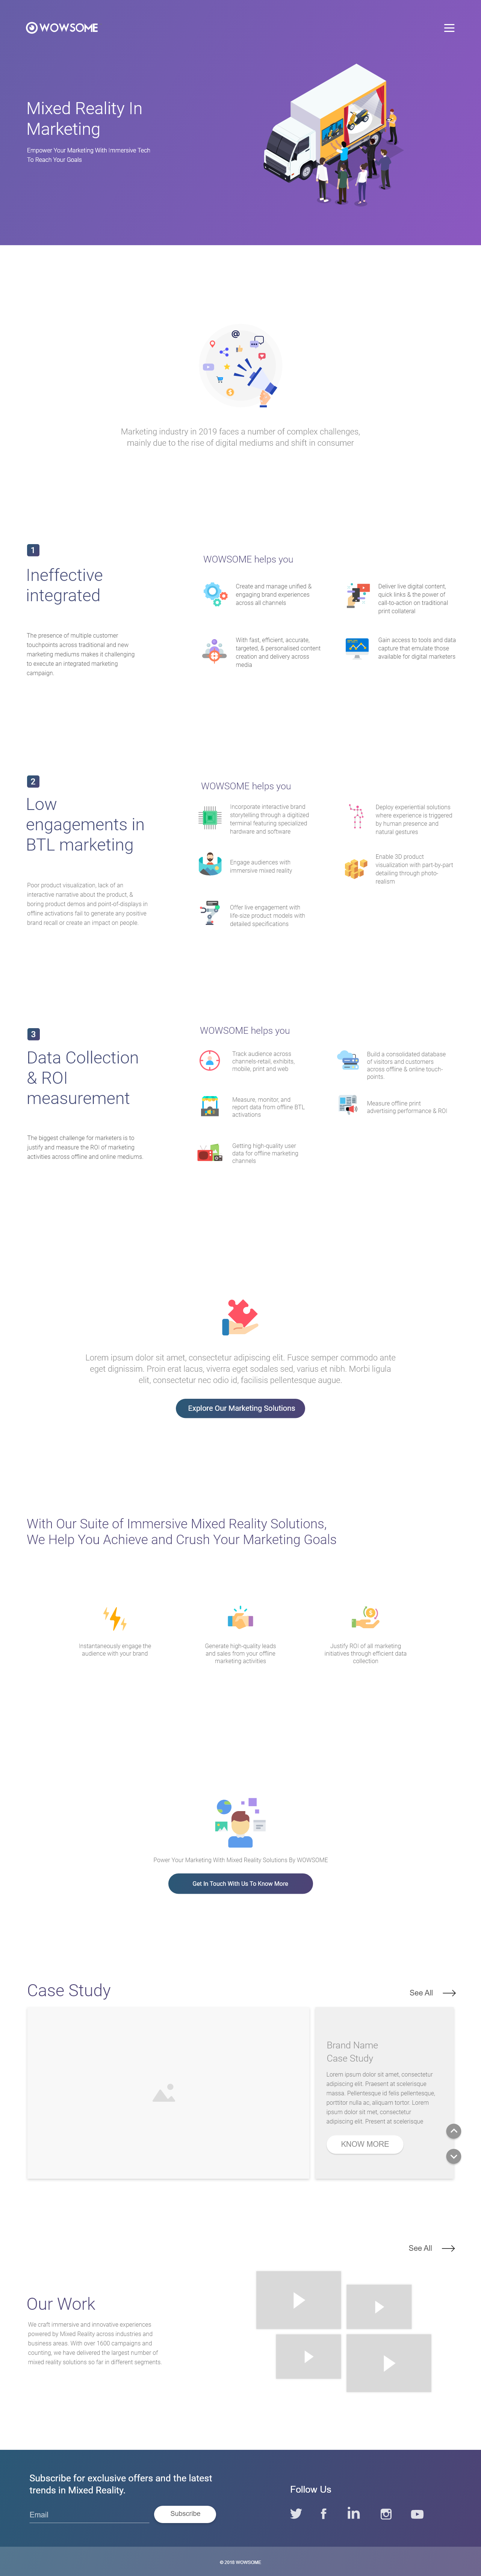 WOWSOME
Mixed Reality In
Marketing
Empower Your Marketing With Immersive Tech
To Reach Your Goals
Marketing industry in 2019 faces a number of complex challenges,
mainly due to the rise of digital mediums and shift in consumer
1
Ineffective
integrated
The presence of multiple customer
touchpoints across traditional and new
marketing mediums makes it challenging
to execute an integrated marketing
campaign.
WOWSOME helps you
Create and manage unified &
engaging brand experiences
across all channels
Deliver live digital content,
quick links & the power of
call-to-action on traditional
print collateral
With fast, efficient, accurate,
targeted, & personalised content
creation and delivery across
media
Gain access to tools and data
capture that emulate those
available for digital marketers
2
Low
engagements in
BTL marketing
Poor product visualization, lack of an
interactive narrative about the product, &
boring product demos and point-of-displays in
offline activations fail to generate any positive
brand recall or create an impact on people.
WOWSOME helps you
Incorporate interactive brand
storytelling through a digitized
terminal featuring specialized
hardware and software
Deploy experiential solutions
where experience is triggered
by human presence and
natural gestures
Engage audiences with
immersive mixed reality
Enable 3D product
visualization with part-by-part
detailing through photo-
realism
Offer live engagement with
life-size product models with
detailed specifications
3
Data Collection
& ROI
measurement
The biggest challenge for marketers is to
justify and measure the ROI of marketing
activities across offline and online mediums.
WOWSOME helps you
Track audience across
channels-retail, exhibits,
mobile, print and web
Build a consolidated database
of visitors and customers
across offline & online touch-
points.
Measure, monitor, and
report data from offline BTL
activations
Measure offline print
advertising performance & ROI
Getting high-quality user
data for offline marketing
channels
Lorem ipsum dolor sit amet, consectetur adipiscing elit. Fusce semper commodo ante
eget dignissim. Proin erat lacus, viverra eget sodales sed, varius et nibh. Morbi ligula
elit, consectetur nec odio id, facilisis pellentesque augue.
Explore Our Marketing Solutions
With Our Suite of Immersive Mixed Reality Solutions,
We Help You Achieve and Crush Your Marketing Goals
Instantaneously engage the
audience with your brand
Generate high-quality leads
and sales from your offline
marketing activities
Justify ROI of all marketing
initiatives through efficient data
collection
Power Your Marketing With Mixed Reality Solutions By WOWSOME
Get In Touch With Us To Know More
Case Study
See All
Brand Name
Case Study
Lorem ipsum dolor sit amet, consectetur
adipiscing elit. Praesent at scelerisque
massa. Pellentesque id felis pellentesque,
porttitor nulla ac, aliquam tortor. Lorem
ipsum dolor sit met, consectetur
adipiscing elit. Present at scelerisque
KNOW MORE
See All
Our Work
We craft immersive and innovative experiences
powered by Mixed Reality across industries and
business areas. With over 1600 campaigns and
counting, we have delivered the largest number of
mixed reality solutions so far in different segments.
Subscribe for exclusive offers and the latest
trends in Mixed Reality.
Email
Subscribe
Follow Us
© 2018 WOWSOME